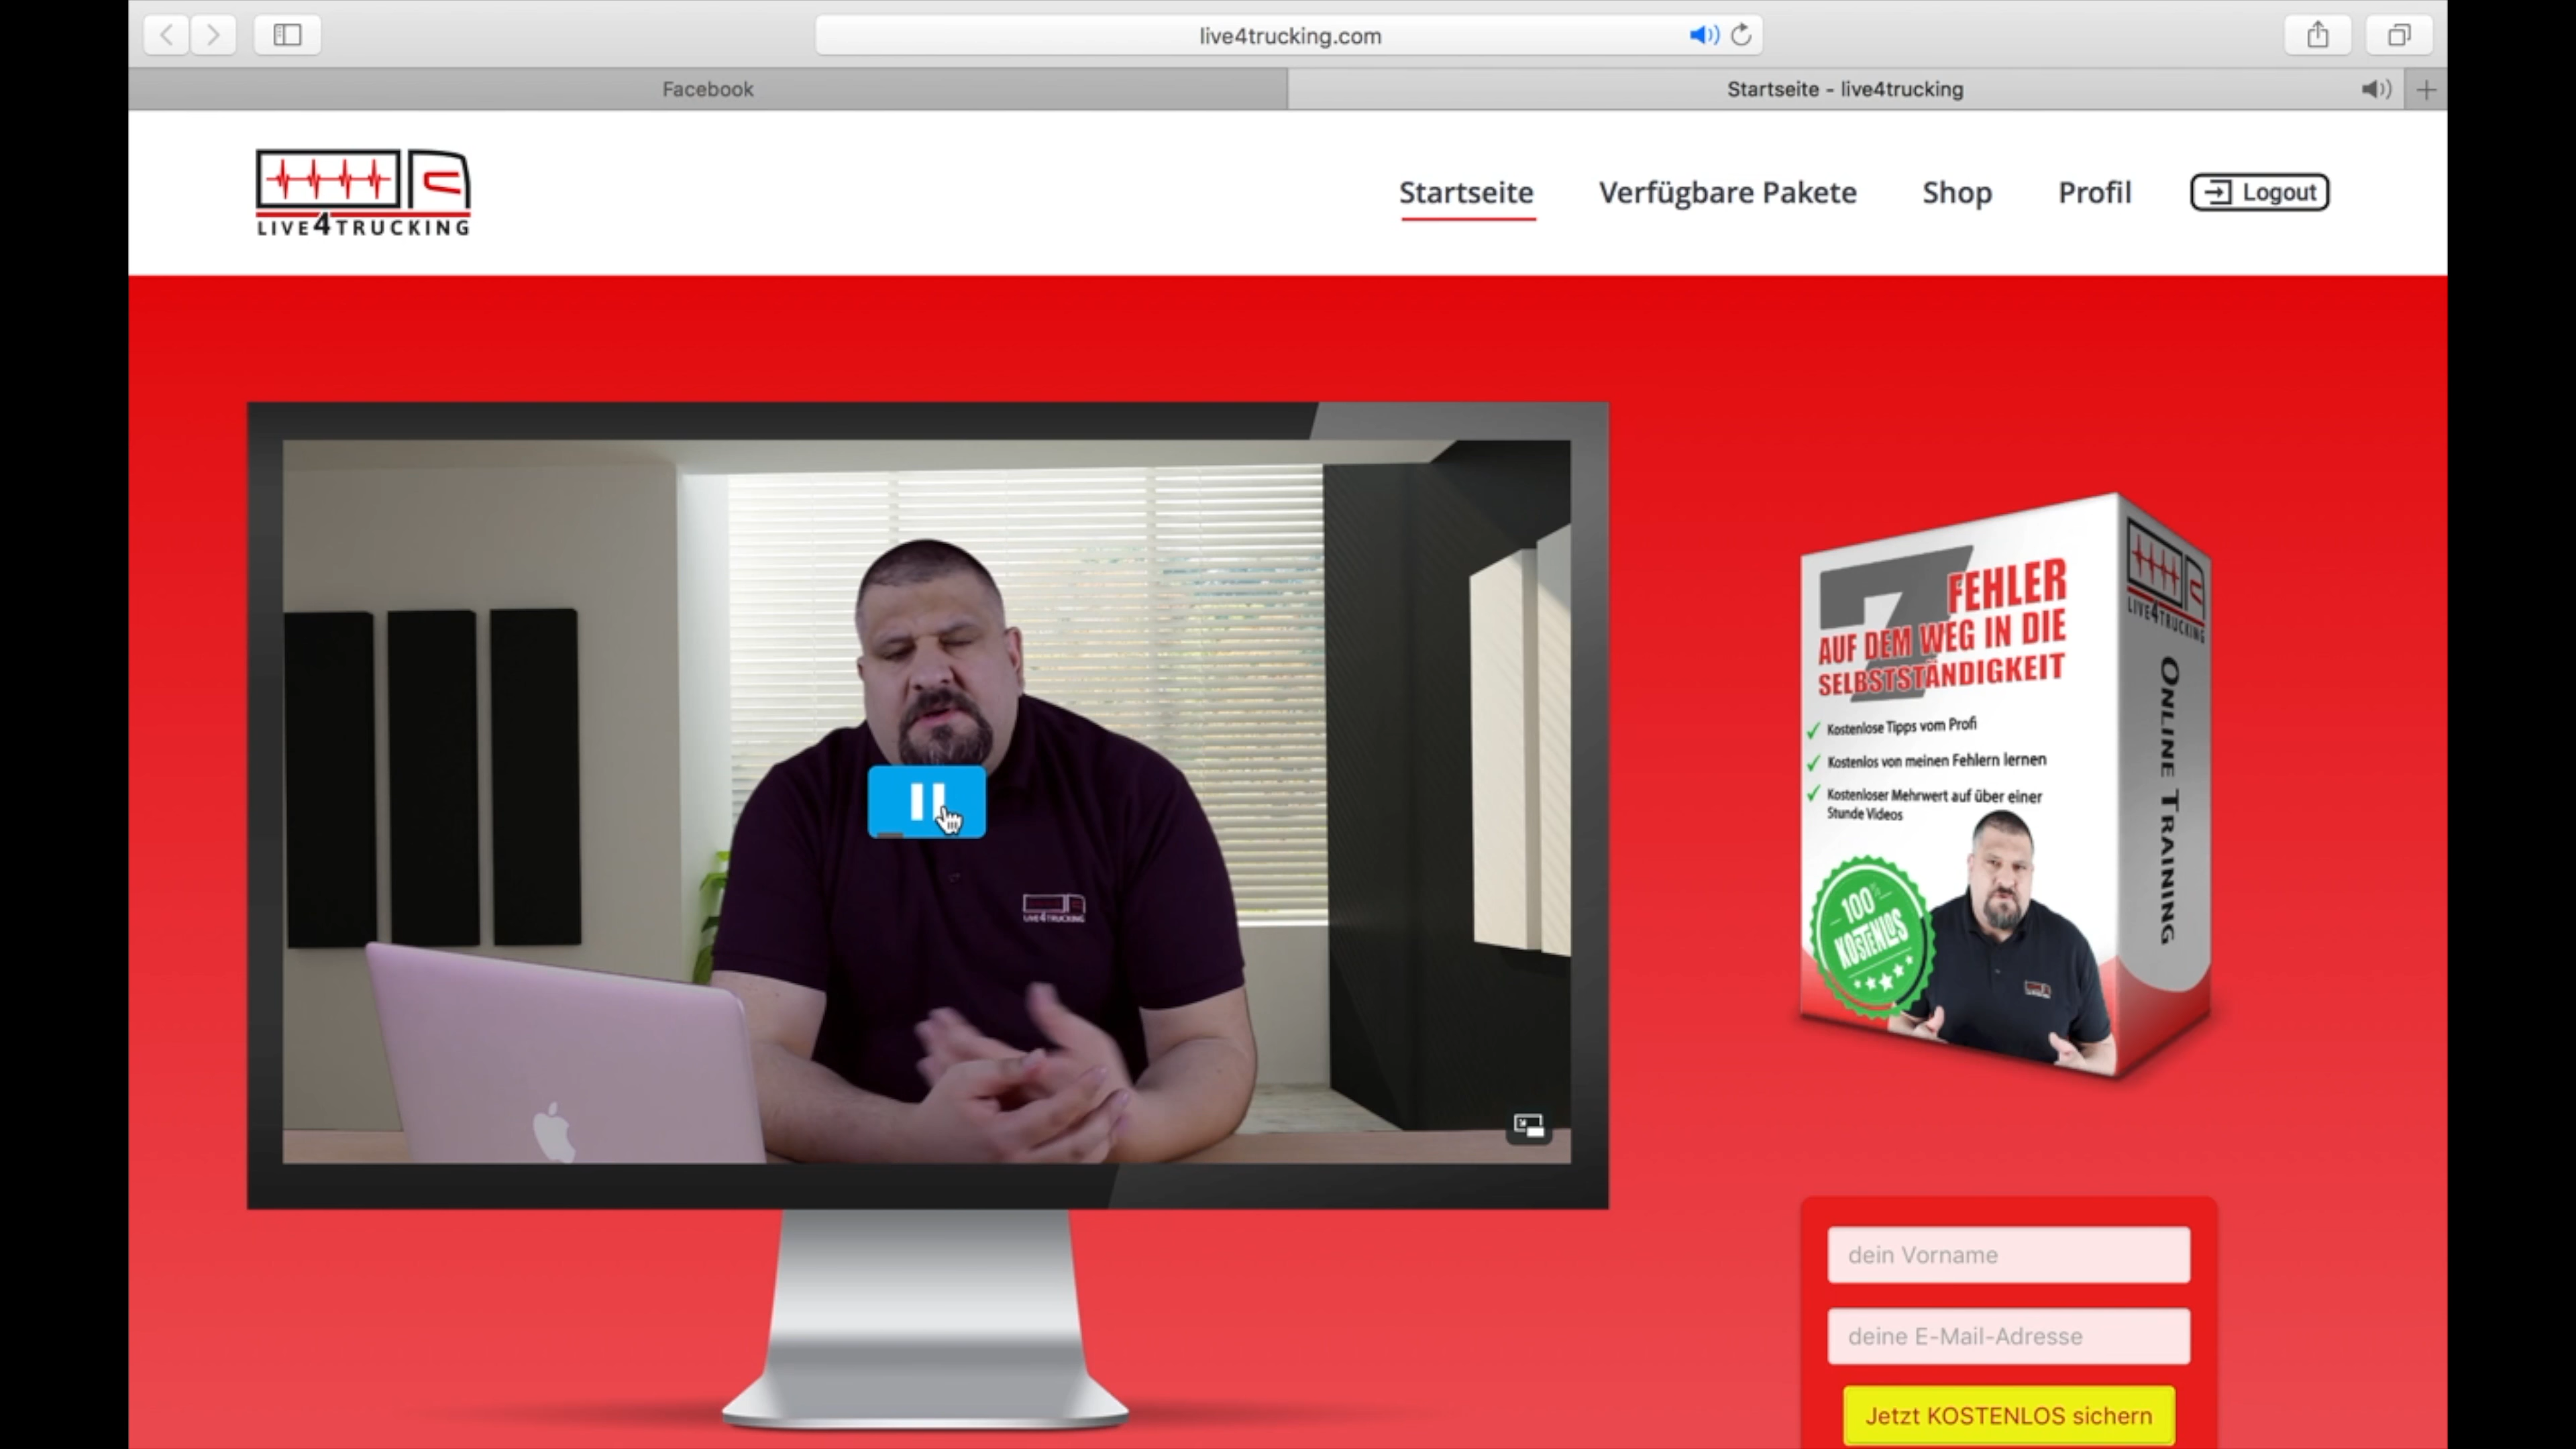 live4trucking.com
Facebook
Startseite - live4trucking
LIVE4TRUCKING
Startseite
Verfügbare Pakete
Shop
Profil
Logout
LIVE4TRUCKING
7 FEHLER
AUF DEM WEG IN DIE
SELBSTSTÄNDIGKEIT
Kostenlose Tipps vom Profi
Kostenlos von meinen Fehlern lernen
Kostenloser Mehrwert auf über einer
Stunde Videos
100%
KOSTENLOS
LIVE4TRUCKING
ONLINE TRAINING
dein Vorname
deine E-Mail-Adresse
Jetzt KOSTENLOS sichern